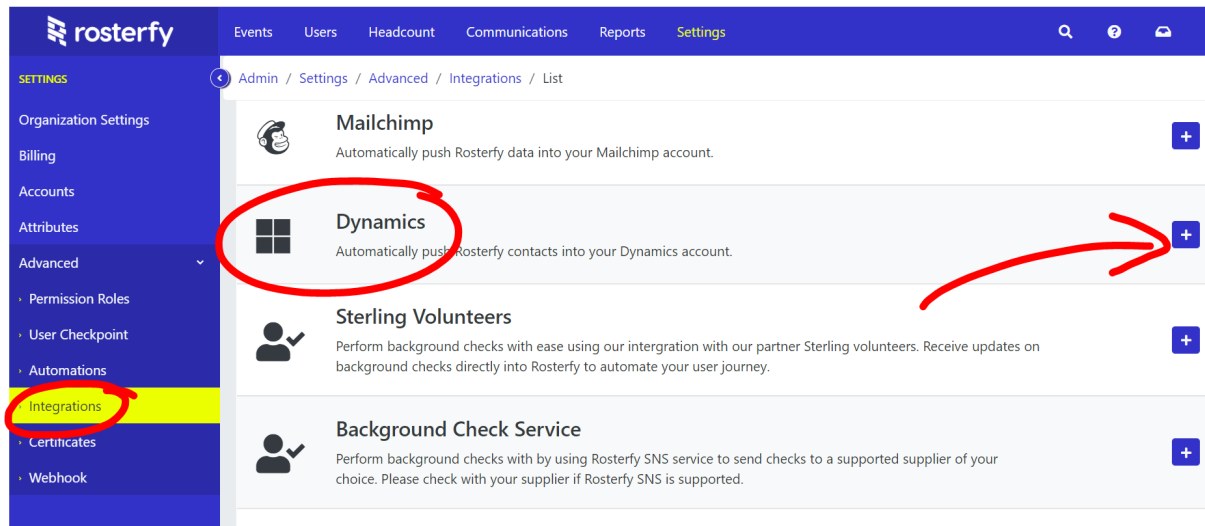 rosterfy
Events Users Headcount Communications Reports Settings
SETTINGS
Admin / Settings / Advanced / Integrations / List
Organization Settings
Billing
Accounts
Attributes
Advanced
Permission Roles
User Checkpoint
Automations
Integrations
Certificates
Webhook
Mailchimp
Automatically push Rosterfy data into your Mailchimp account.
Dynamics
Automatically push Rosterfy contacts into your Dynamics account.
Sterling Volunteers
Perform background checks with ease using our intergration with our partner Sterling volunteers. Receive updates on
background checks directly into Rosterfy to automate your user journey.
Background Check Service
Perform background checks with by using Rosterfy SNS service to send checks to a supported supplier of your
choice. Please check with your supplier if Rosterfy SNS is supported.